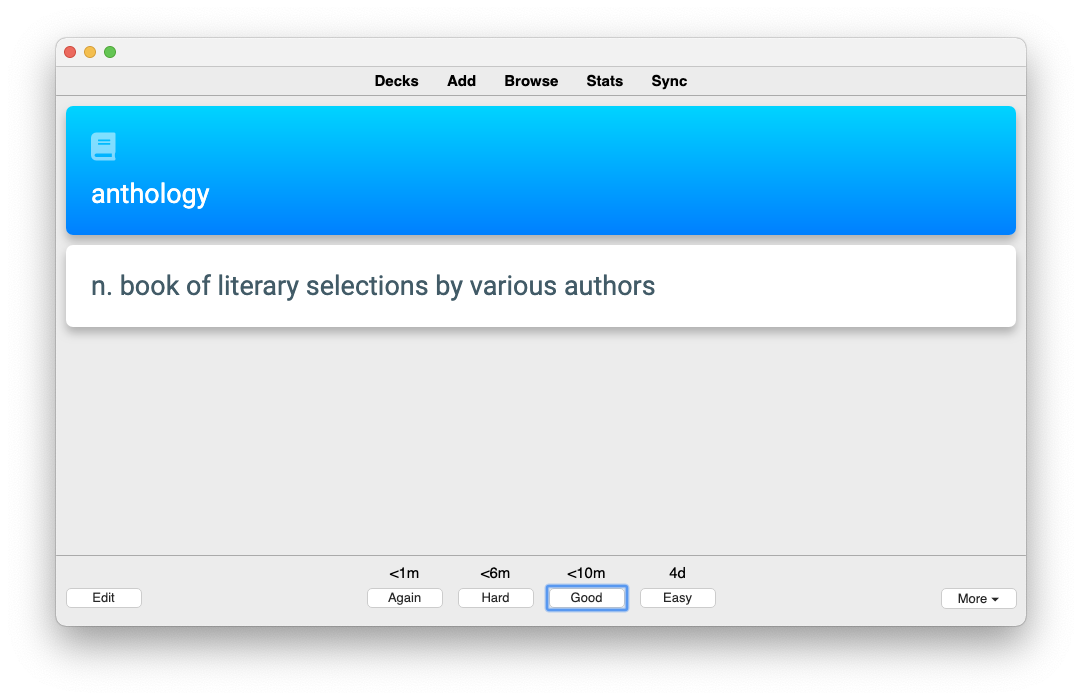 Decks Add Browse Stats Sync
anthology
n. book of literary selections by various authors
<1m <6m <10m 4d
Edit Again Hard Good Easy More